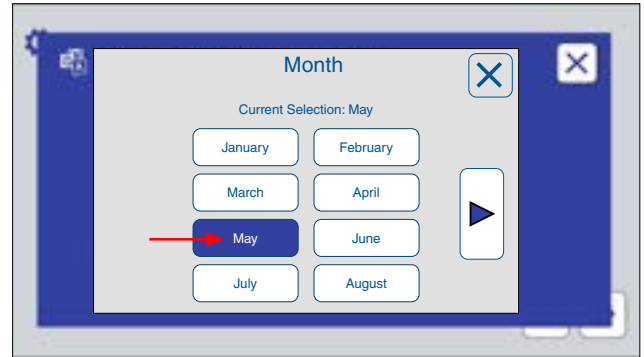 Month
Current Selection: May
January February
March April
May June
July August